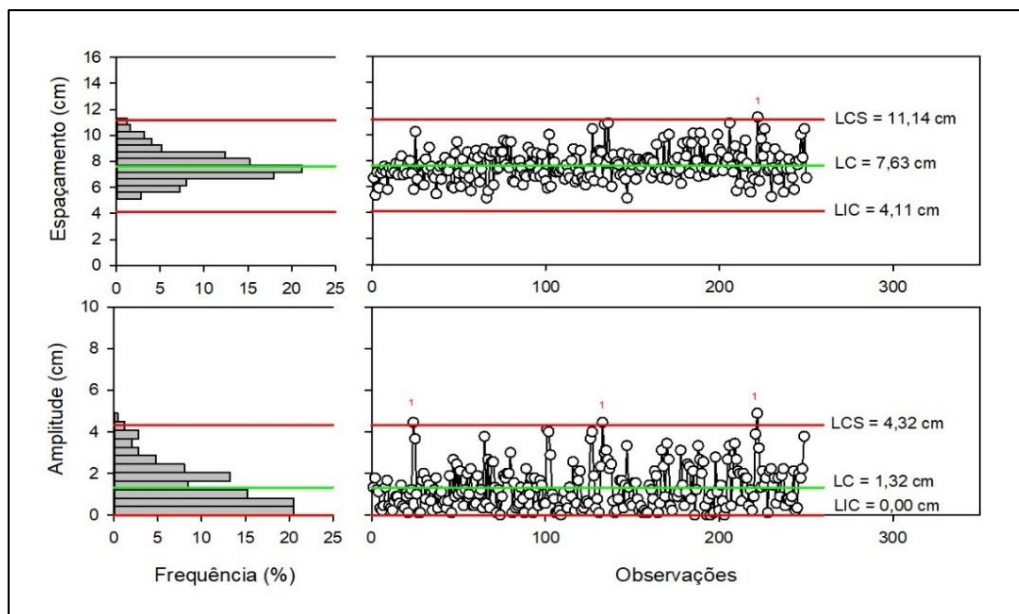 Espaçamento (cm)
16
14
12
10
8
6
4
2
0
0 5 10 15 20 25
1
LCS = 11,14 cm
LC = 7,63 cm
LIC = 4,11 cm
0 100 200 300
Amplitude (cm)
10
8
6
4
2
0
0 5 10 15 20 25
1 1 1
LCS = 4,32 cm
LC = 1,32 cm
LIC = 0,00 cm
0 100 200 300
Frequência (%)
Observações